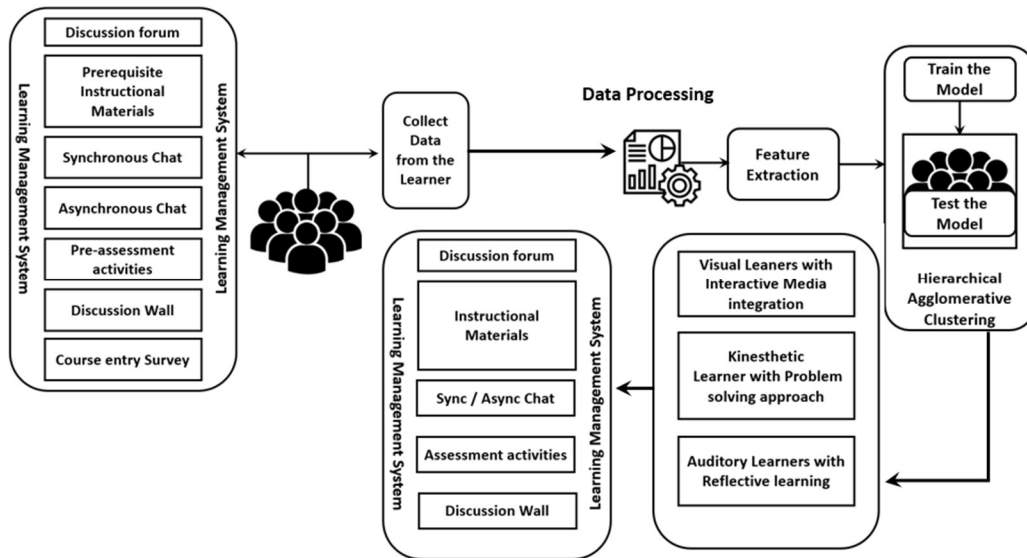 Learning Management System
Discussion forum
Prerequisite
Instructional
Materials
Synchronous Chat
Asynchronous Chat
Pre-assessment
activities
Discussion Wall
Course entry Survey
Learning Management System
Collect
Data
from the
Learner
Data Processing
Feature
Extraction
Train the
Model
Test the
Model
Hierarchical
Agglomerative
Clustering
Visual Leaners with
Interactive Media
integration
Kinesthetic
Learner with Problem
solving approach
Auditory Learners with
Reflective learning
Learning Management System
Discussion forum
Instructional
Materials
Sync / Async Chat
Assessment activities
Discussion Wall
Learning Management System